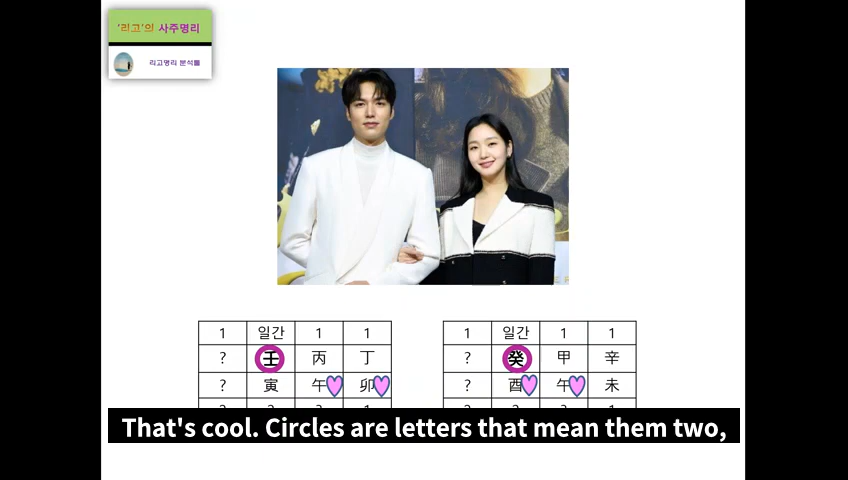 '리고'의 사주명리
리고명리 분석틀
1 일간 1 1
? 壬 丙 丁
? 寅 午 卯
1 일간 1 1
? 癸 甲 辛
? 酉 午 未
That's cool. Circles are letters that mean them two,